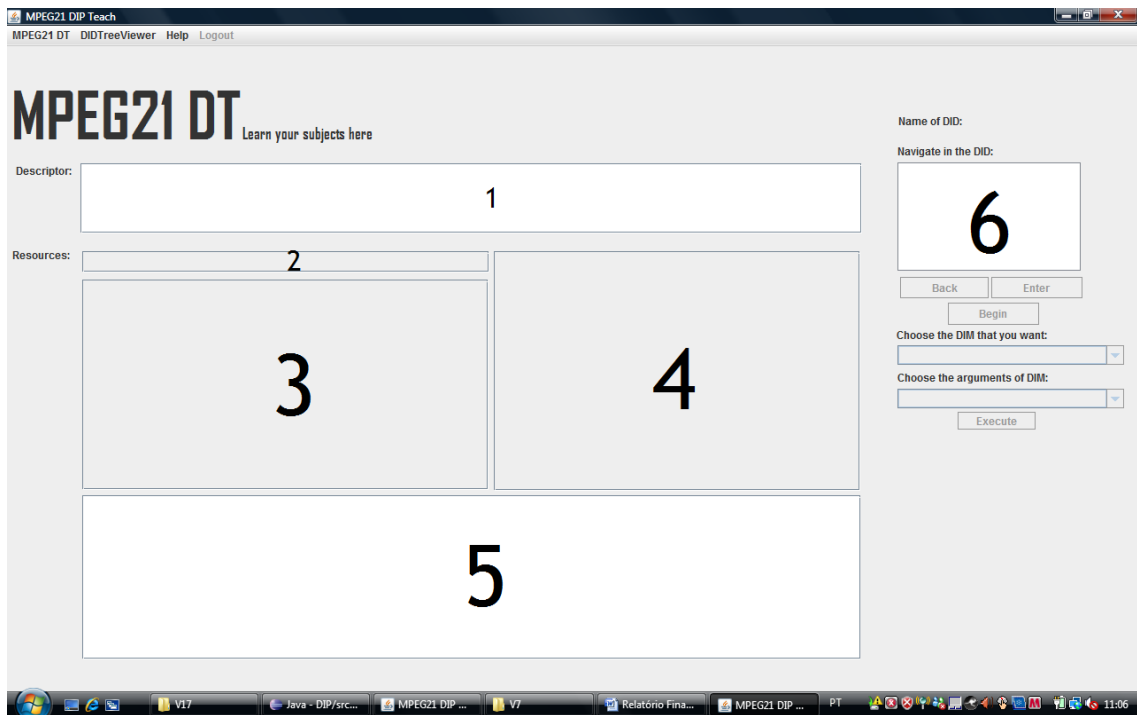 MPEG21 DIP Teach
MPEG21 DT DIDTreeViewer Help Logout
MPEG21 DT Learn your subjects here
Name of DID:
Navigate in the DID:
Descriptor:
1
6
Resources:
2
3
4
5
Back Enter
Begin
Choose the DIM that you want:
Choose the arguments of DIM:
Execute
V17 Java - DIP/src... MPEG21 DIP ... V7 Relatório Fina... MPEG21 DIP ... PT 11:06